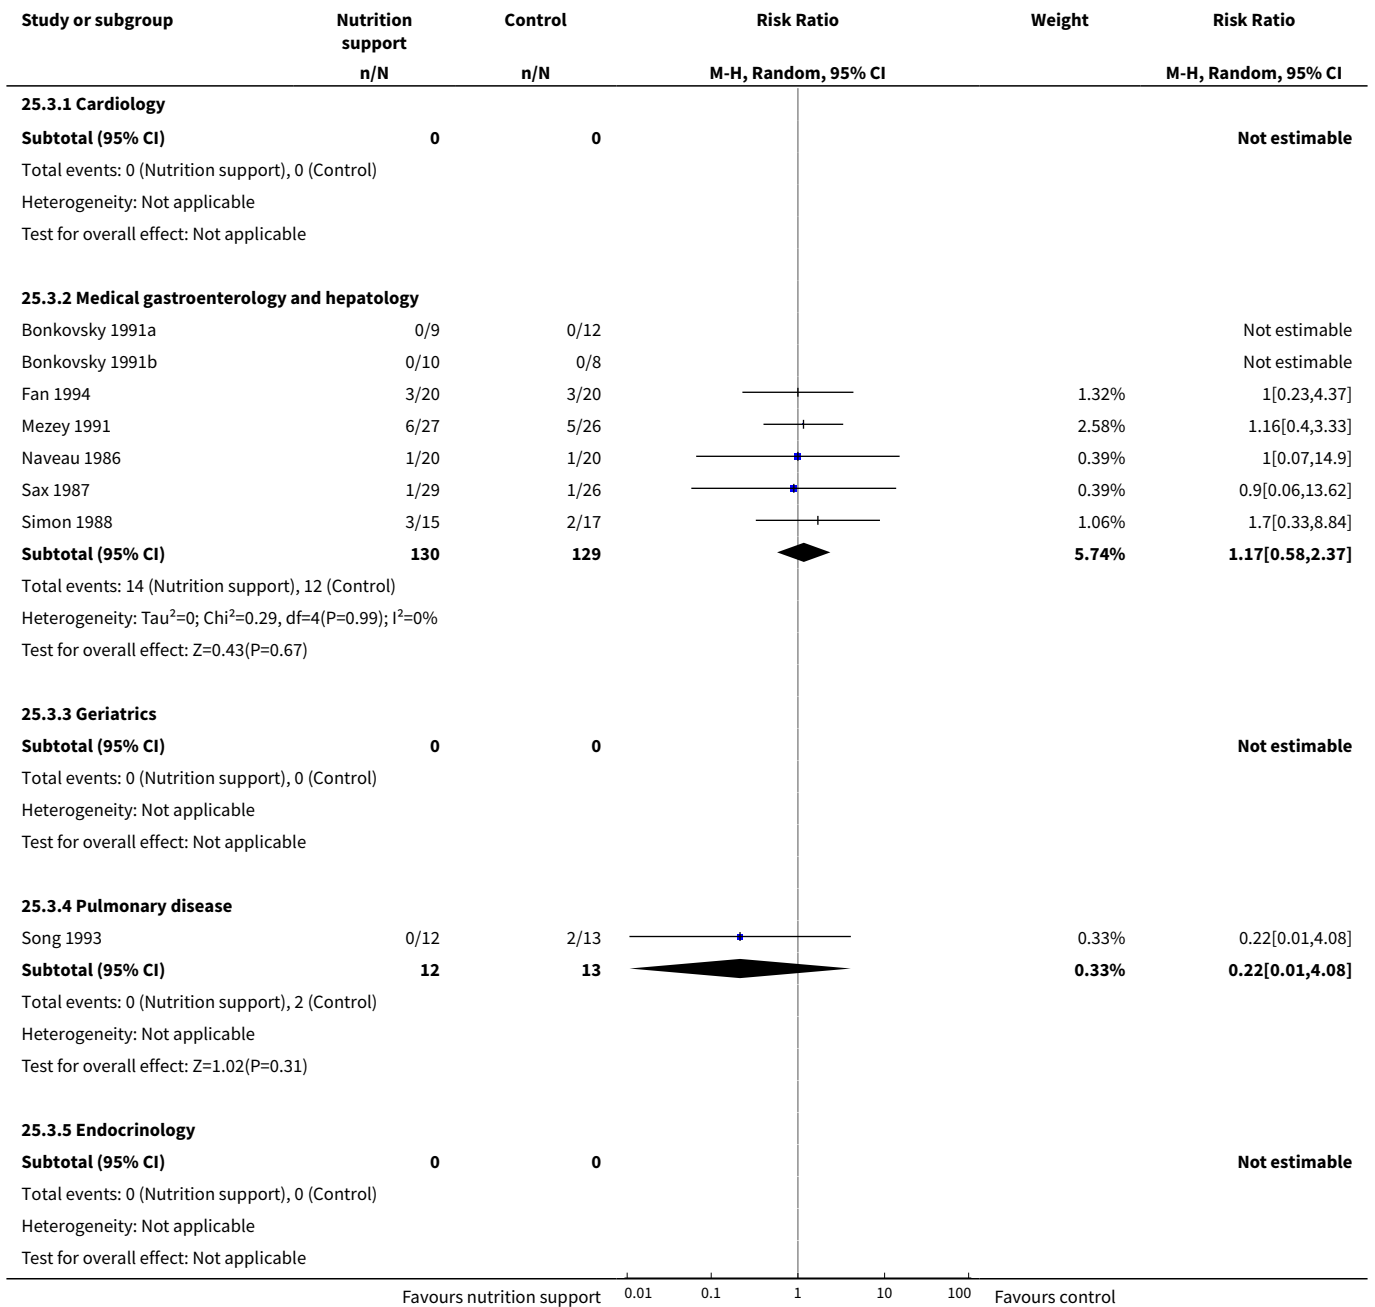 Study or subgroup Nutrition support Control Risk Ratio Weight Risk Ratio
n/N n/N M-H, Random, 95% CI M-H, Random, 95% CI
25.3.1 Cardiology
Subtotal (95% CI) 0 0 Not estimable
Total events: 0 (Nutrition support), 0 (Control)
Heterogeneity: Not applicable
Test for overall effect: Not applicable
25.3.2 Medical gastroenterology and hepatology
Bonkovsky 1991a 0/9 0/12 Not estimable
Bonkovsky 1991b 0/10 0/8 Not estimable
Fan 1994 3/20 3/20 1.32% 1[0.23,4.37]
Mezey 1991 6/27 5/26 2.58% 1.16[0.4,3.33]
Naveau 1986 1/20 1/20 0.39% 1[0.07,14.9]
Sax 1987 1/29 1/26 0.39% 0.9[0.06,13.62]
Simon 1988 3/15 2/17 1.06% 1.7[0.33,8.84]
Subtotal (95% CI) 130 129 5.74% 1.17[0.58,2.37]
Total events: 14 (Nutrition support), 12 (Control)
Heterogeneity: Tau²=0; Chi²=0.29, df=4(P=0.99); I²=0%
Test for overall effect: Z=0.43(P=0.67)
25.3.3 Geriatrics
Subtotal (95% CI) 0 0 Not estimable
Total events: 0 (Nutrition support), 0 (Control)
Heterogeneity: Not applicable
Test for overall effect: Not applicable
25.3.4 Pulmonary disease
Song 1993 0/12 2/13 0.33% 0.22[0.01,4.08]
Subtotal (95% CI) 12 13 0.33% 0.22[0.01,4.08]
Total events: 0 (Nutrition support), 2 (Control)
Heterogeneity: Not applicable
Test for overall effect: Z=1.02(P=0.31)
25.3.5 Endocrinology
Subtotal (95% CI) 0 0 Not estimable
Total events: 0 (Nutrition support), 0 (Control)
Heterogeneity: Not applicable
Test for overall effect: Not applicable
Favours nutrition support 0.01 0.1 1 10 100 Favours control